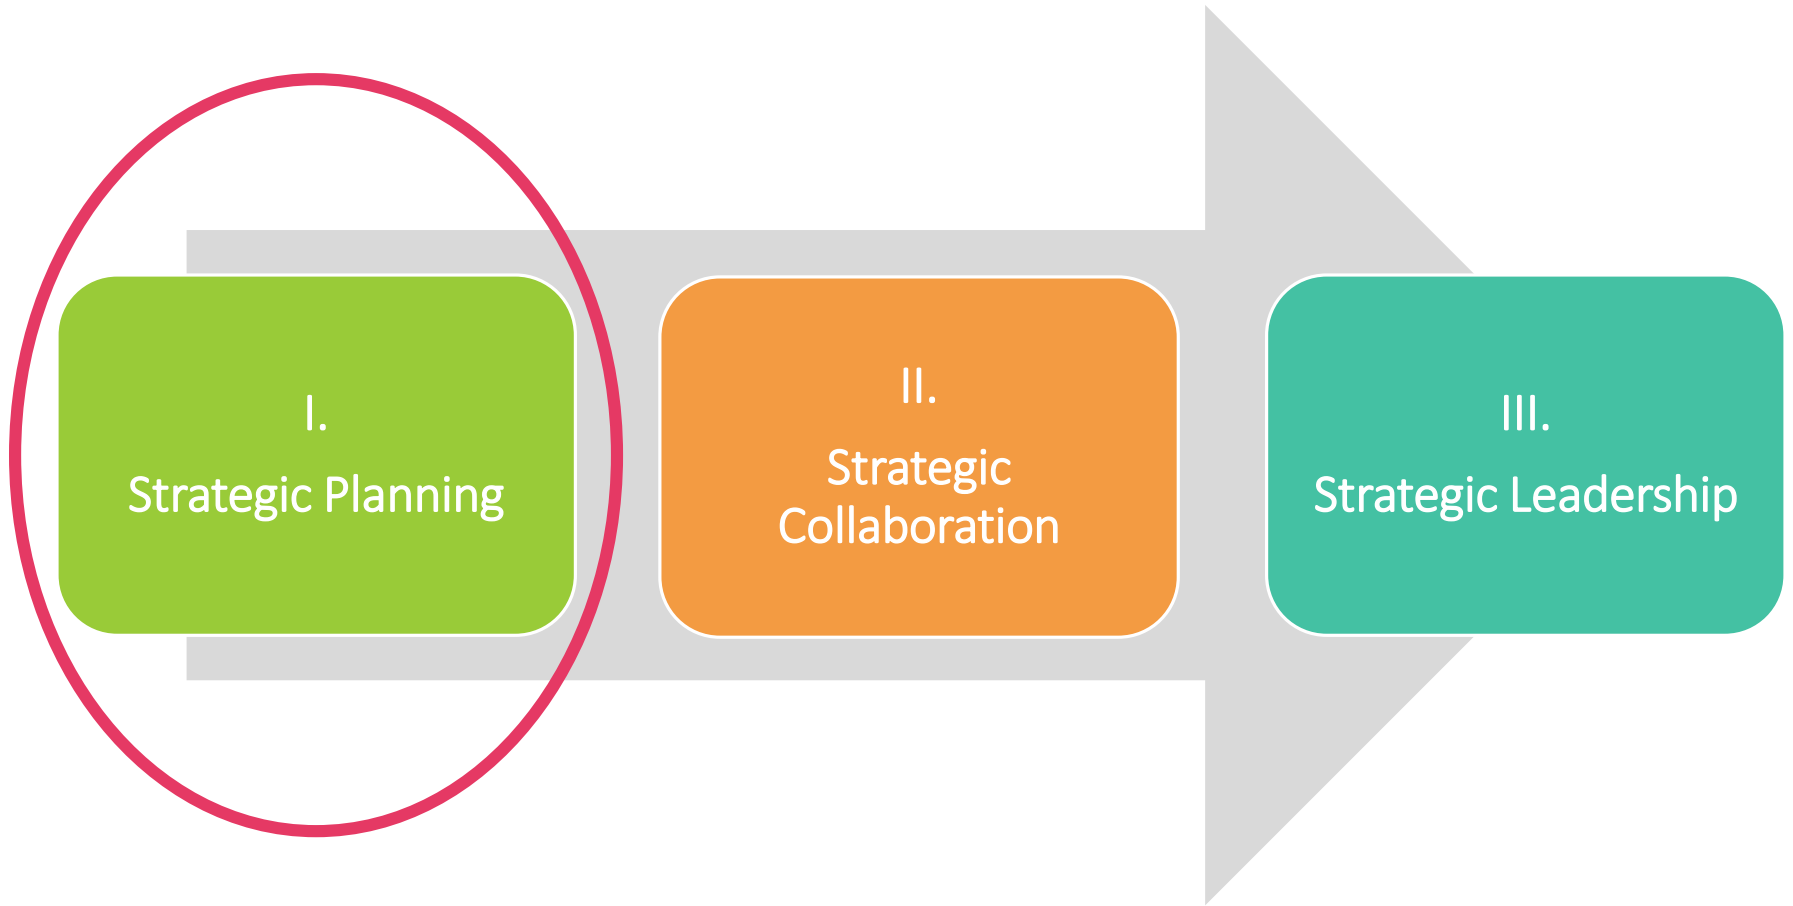 I.
Strategic Planning
II.
Strategic
Collaboration
III.
Strategic Leadership